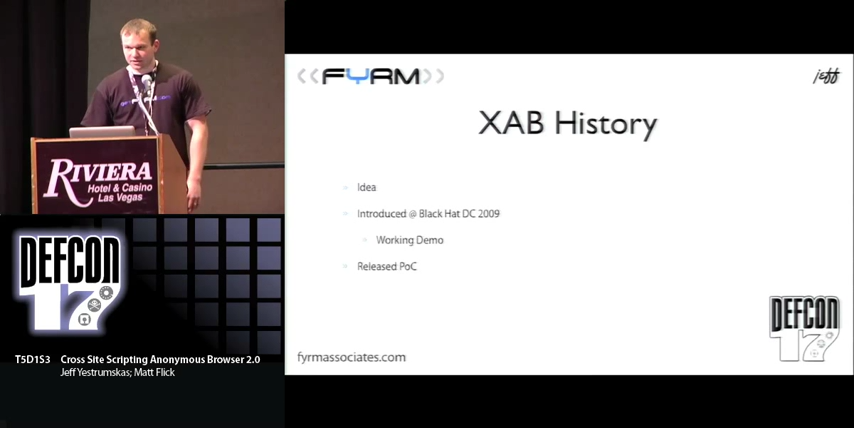 RIVIERA
Hotel & Casino
Las Vegas
DEFCON
17
T5D1S3 Cross Site Scripting Anonymous Browser 2.0
Jeff Yestrumskas; Matt Flick
((FYRM))
jeff
XAB History
Idea
Introduced @ Black Hat DC 2009
Working Demo
Released PoC
DEFCON
17
fyrmassociates.com